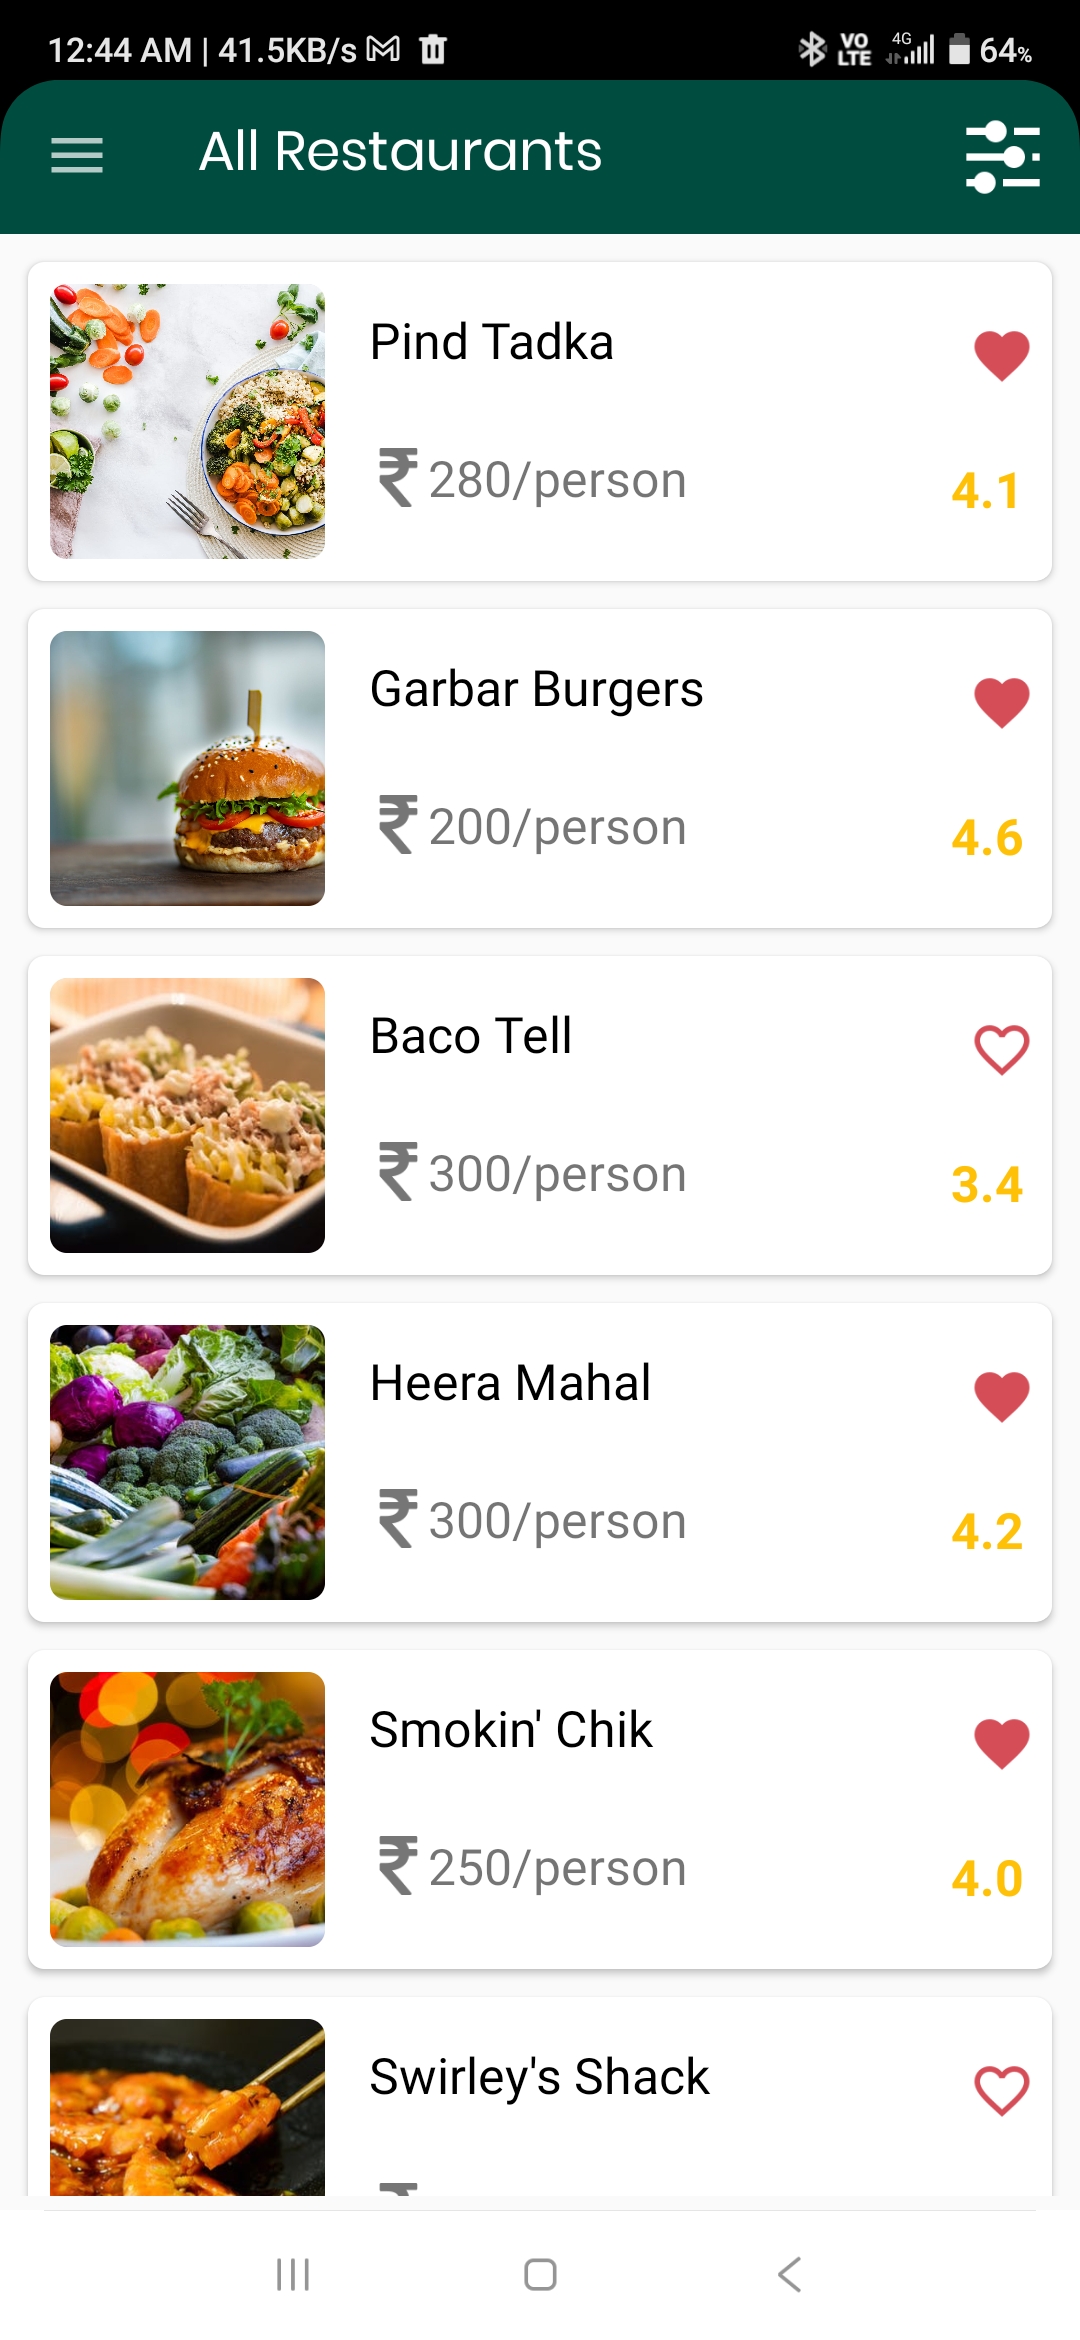 12:44 AM | 41.5KB/s
VO LTE 4G 64%
All Restaurants
Pind Tadka
₹ 280/person
4.1
Garbar Burgers
₹ 200/person
4.6
Baco Tell
₹ 300/person
3.4
Heera Mahal
₹ 300/person
4.2
Smokin' Chik
₹ 250/person
4.0
Swirley's Shack